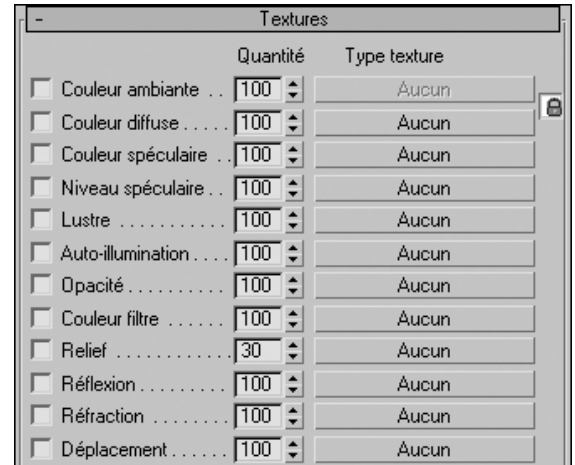 - Textures
Quantité Type texture
Couleur ambiante . . 100 Aucun
Couleur diffuse . . . . . 100 Aucun
Couleur spéculaire . . 100 Aucun
Niveau spéculaire . . 100 Aucun
Lustre . . . . . . . . . . . 100 Aucun
Auto-illumination . . . . 100 Aucun
Opacité . . . . . . . . . . 100 Aucun
Couleur filtre . . . . . . 100 Aucun
Relief . . . . . . . . . . . . 30 Aucun
Réflexion . . . . . . . . . 100 Aucun
Réfraction . . . . . . . . 100 Aucun
Déplacement . . . . . . 100 Aucun